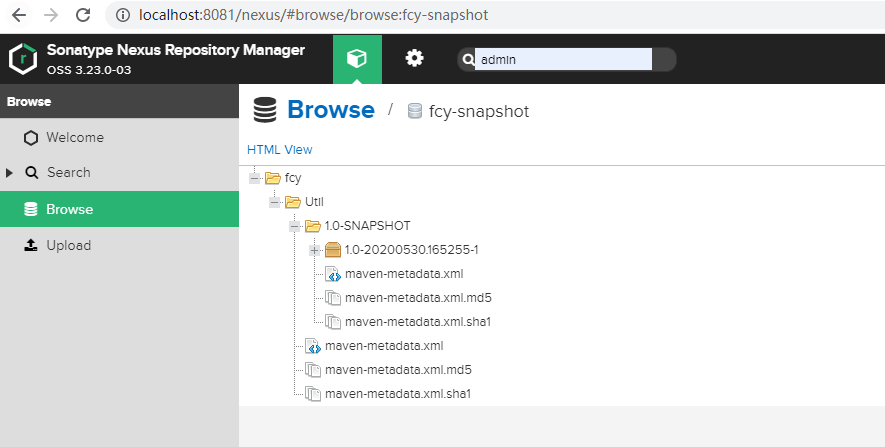 localhost:8081/nexus/#browse/browse:fcy-snapshot
Sonatype Nexus Repository Manager
OSS 3.23.0-03
admin
Browse
Welcome
Search
Browse
Upload
Browse / fcy-snapshot
HTML View
fcy
Util
1.0-SNAPSHOT
1.0-20200530.165255-1
maven-metadata.xml
maven-metadata.xml.md5
maven-metadata.xml.sha1
maven-metadata.xml
maven-metadata.xml.md5
maven-metadata.xml.sha1